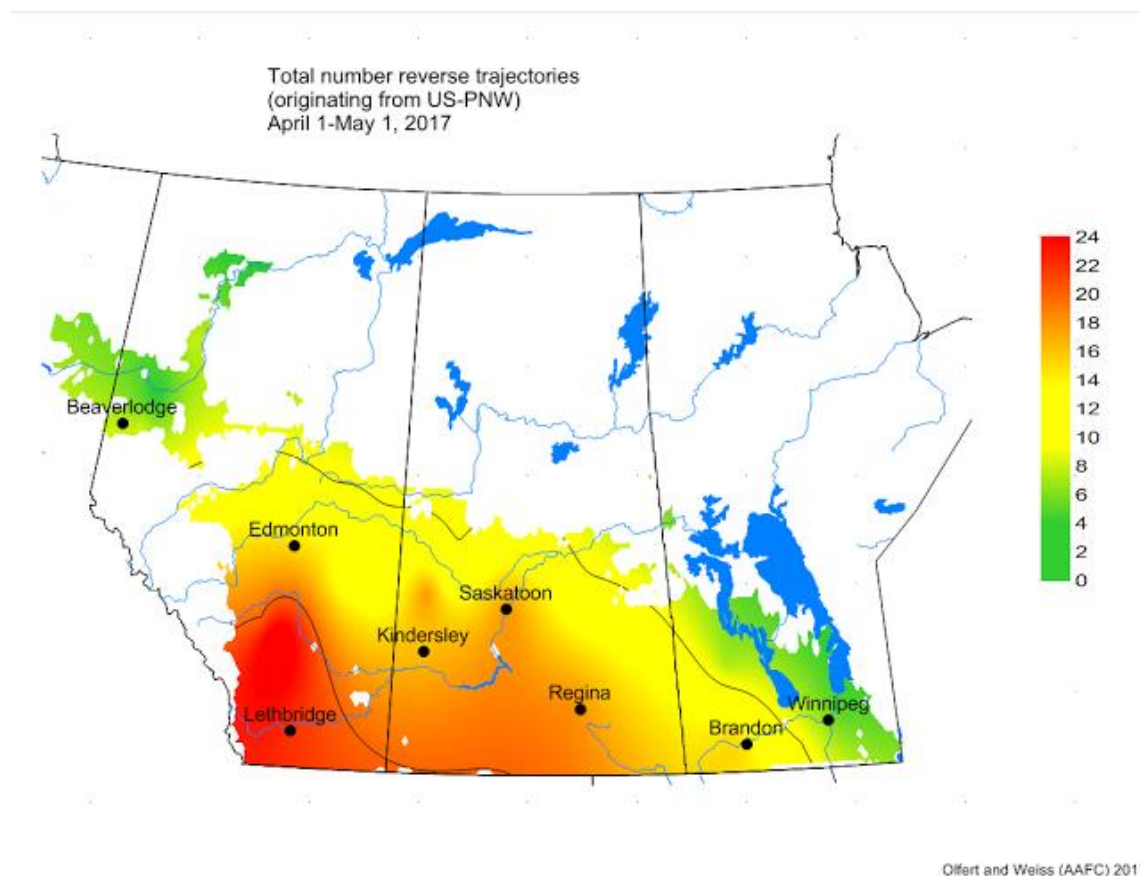 Total number reverse trajectories
(originating from US-PNW)
April 1-May 1, 2017
24
22
20
18
16
14
12
10
8
6
4
2
0
Beaverlodge
Edmonton
Saskatoon
Kindersley
Regina
Lethbridge
Winnipeg
Brandon
Olfert and Weiss (AAFC) 201